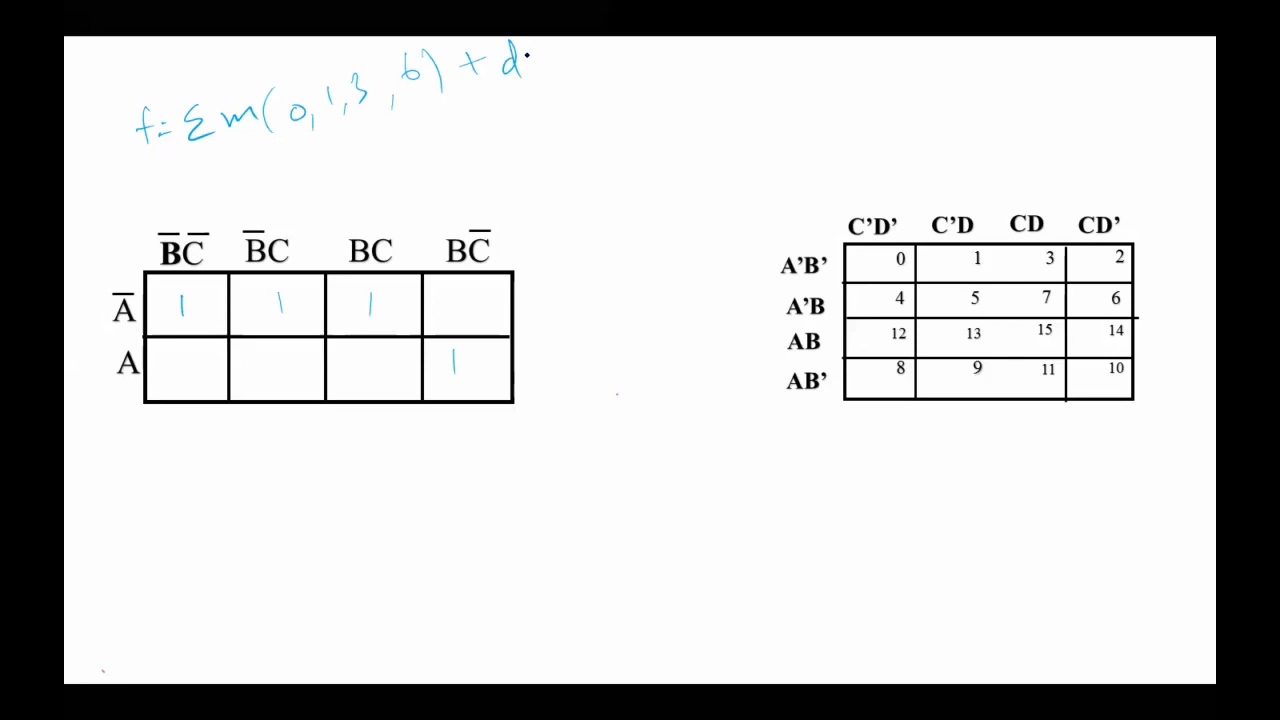 f= Σ m(0, 1, 3, 6) + d
B̅C̅ B̅C BC BC̅
A̅ 1 1 1
A 1
C’D’ C’D CD CD’
A’B’ 0 1 3 2
A’B 4 5 7 6
AB 12 13 15 14
AB’ 8 9 11 10